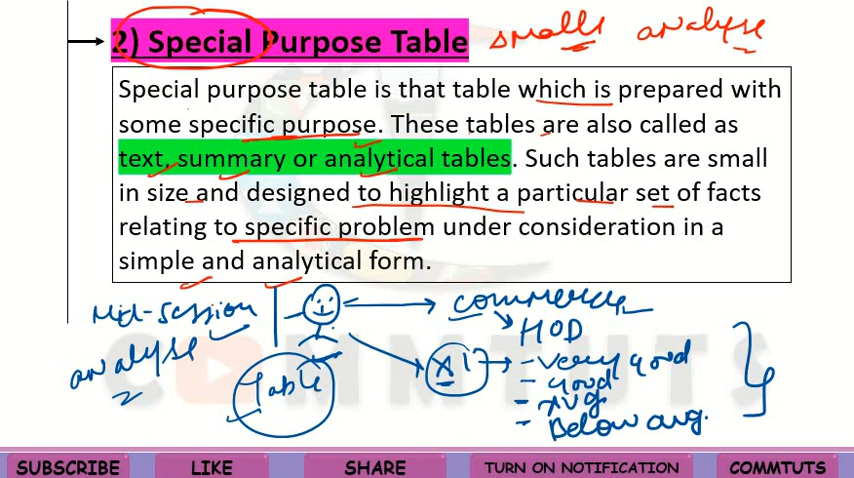 2) Special Purpose Table
smalls analyse
Special purpose table is that table which is prepared with
some specific purpose. These tables are also called as
text, summary or analytical tables. Such tables are small
in size and designed to highlight a particular set of facts
relating to specific problem under consideration in a
simple and analytical form.
Mid-session
analyse
Table
commerce
HOD
XI
- very good
- good
- Avg
- Below avg.
COMMTUTS
SUBSCRIBE LIKE SHARE TURN ON NOTIFICATION COMMTUTS